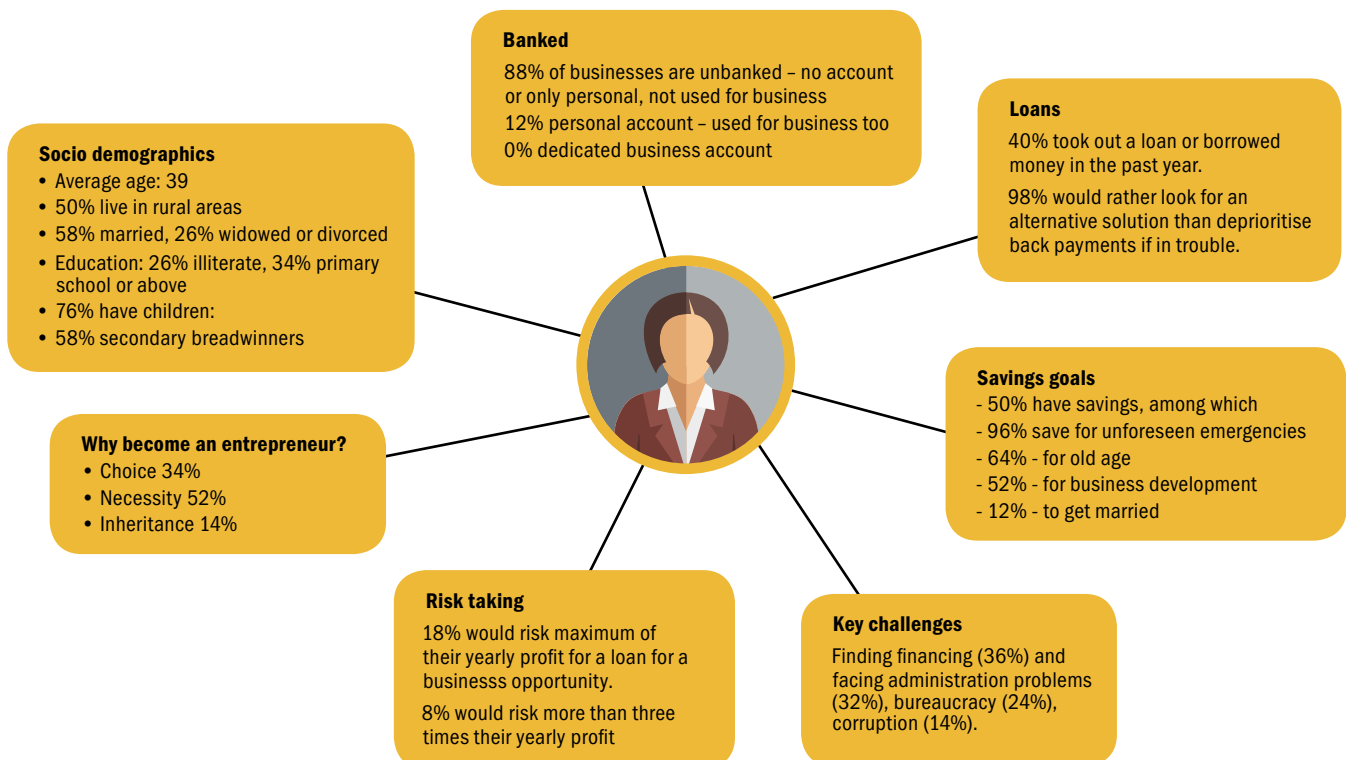 Banked
88% of businesses are unbanked – no account
or only personal, not used for business
12% personal account – used for business too
0% dedicated business account
Loans
40% took out a loan or borrowed
money in the past year.
98% would rather look for an
alternative solution than deprioritise
back payments if in trouble.
Socio demographics
• Average age: 39
• 50% live in rural areas
• 58% married, 26% widowed or divorced
• Education: 26% illiterate, 34% primary
school or above
• 76% have children:
• 58% secondary breadwinners
Savings goals
- 50% have savings, among which
- 96% save for unforeseen emergencies
- 64% - for old age
- 52% - for business development
- 12% - to get married
Why become an entrepreneur?
• Choice 34%
• Necessity 52%
• Inheritance 14%
Risk taking
18% would risk maximum of
their yearly profit for a loan for a
businesss opportunity.
8% would risk more than three
times their yearly profit
Key challenges
Finding financing (36%) and
facing administration problems
(32%), bureaucracy (24%),
corruption (14%).